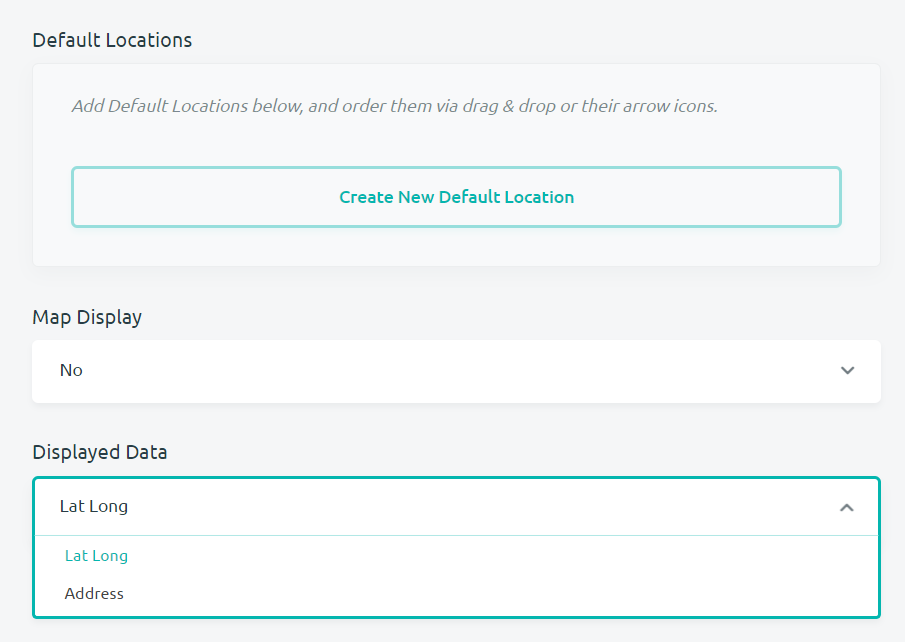 Default Locations
Add Default Locations below, and order them via drag & drop or their arrow icons.
Create New Default Location
Map Display
No
Displayed Data
Lat Long
Lat Long
Address